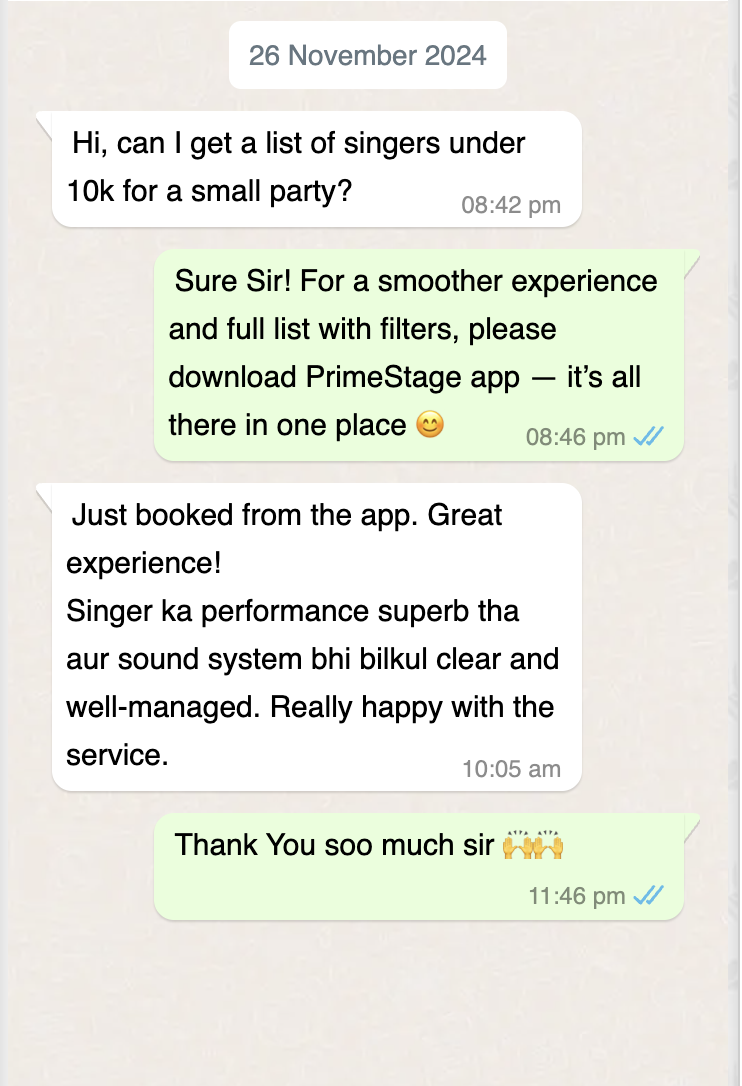 26 November 2024
Hi, can I get a list of singers under
10k for a small party?
08:42 pm
Sure Sir! For a smoother experience
and full list with filters, please
download PrimeStage app — it’s all
there in one place 😊
08:46 pm
Just booked from the app. Great
experience!
Singer ka performance superb tha
aur sound system bhi bilkul clear and
well-managed. Really happy with the
service.
10:05 am
Thank You soo much sir 🙌🙌
11:46 pm